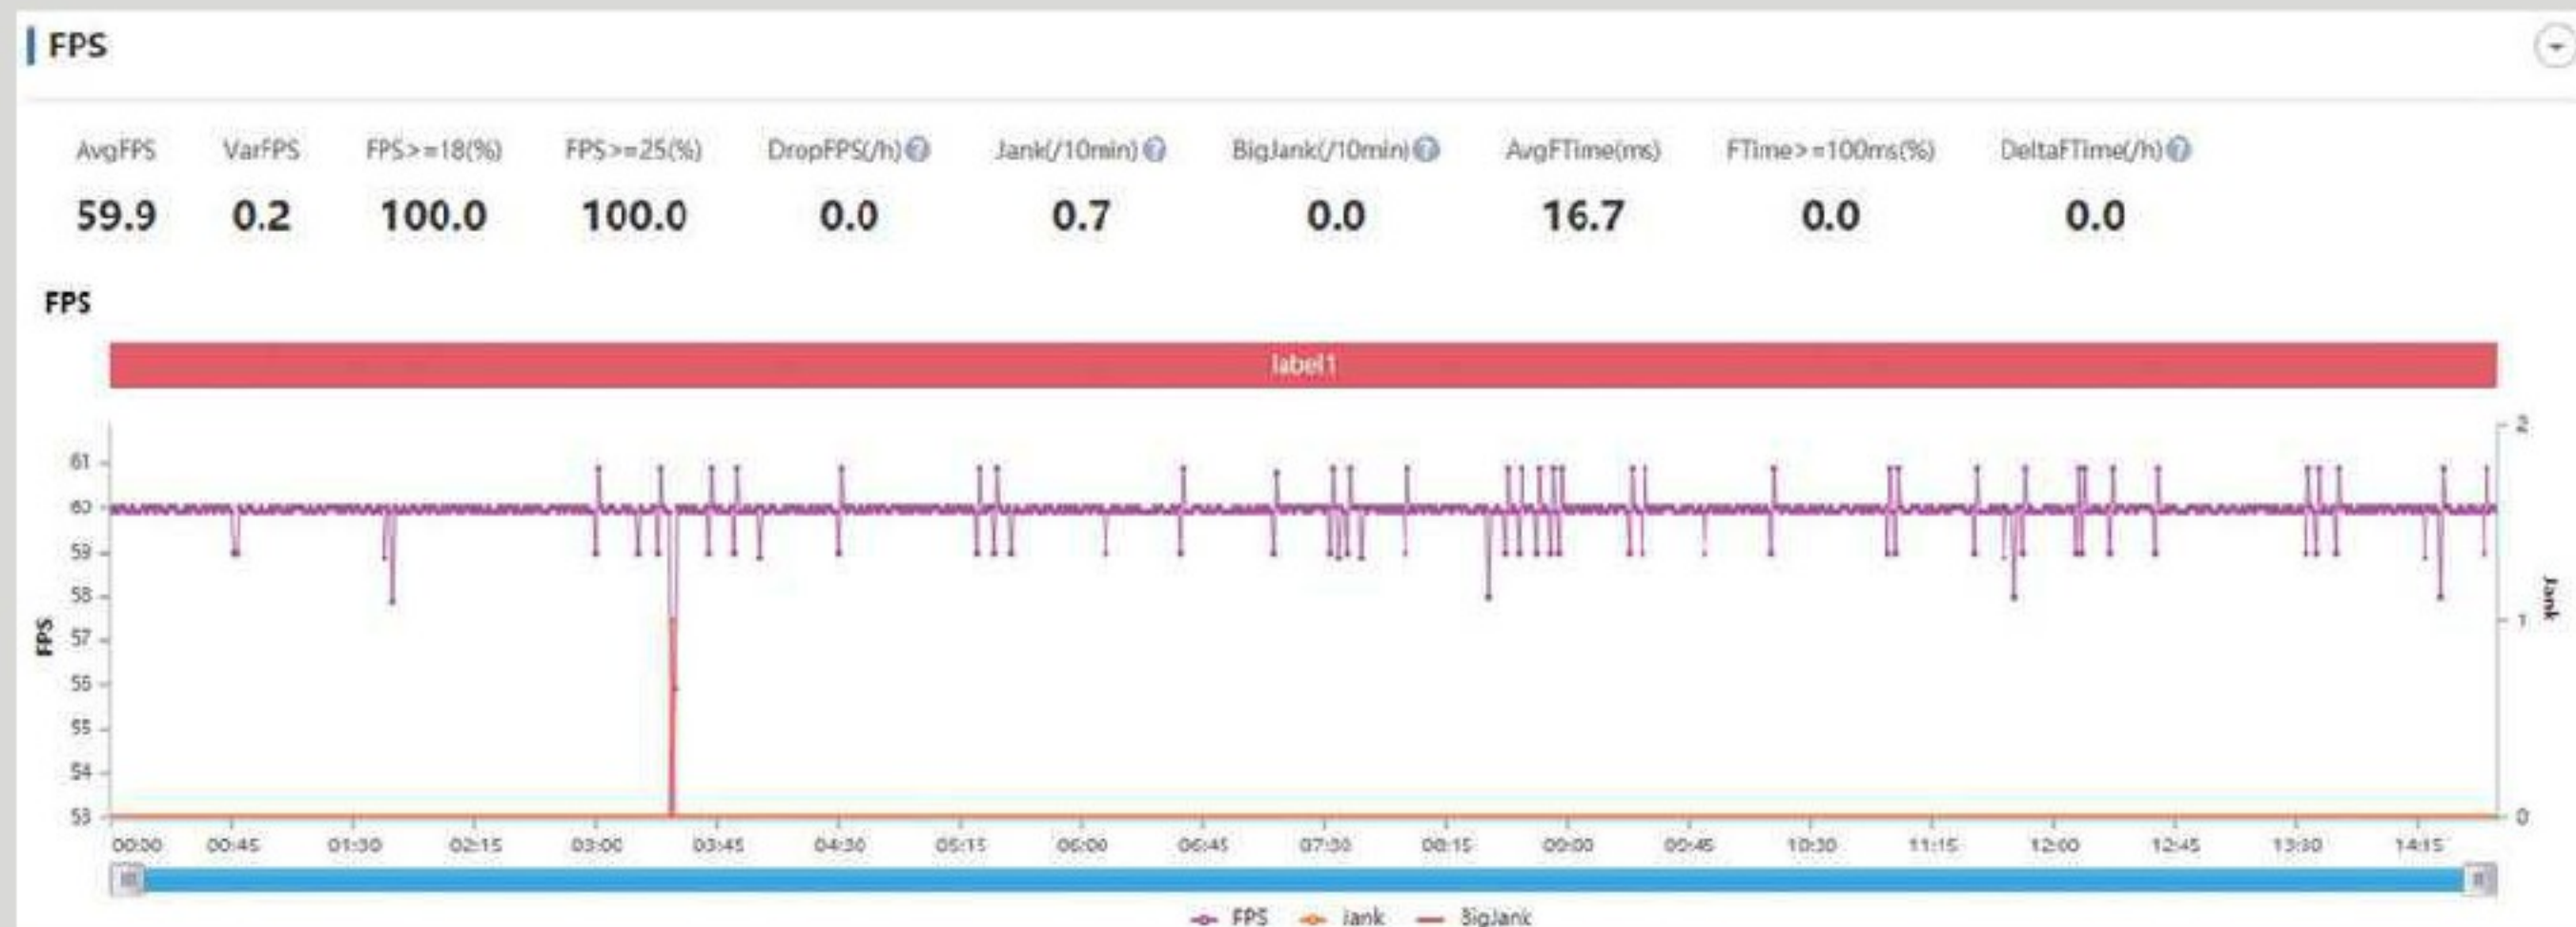 FPS
AvgFPS VarFPS FPS>=18(%) FPS>=25(%) DropFPS(/h) Jank(/10min) BigJank(/10min) AvgFTime(ms) FTime>=100ms(%) DeltaFTime(/h)
59.9 0.2 100.0 100.0 0.0 0.7 0.0 16.7 0.0 0.0
FPS
label1
2
61
60
59
58
1
57
56
55
54
53
0
FPS
Jank
00:00 00:45 01:30 02:15 03:00 03:45 04:30 05:15 06:00 06:45 07:30 08:15 09:00 09:45 10:30 11:15 12:00 12:45 13:30 14:15
FPS Jank BigJank